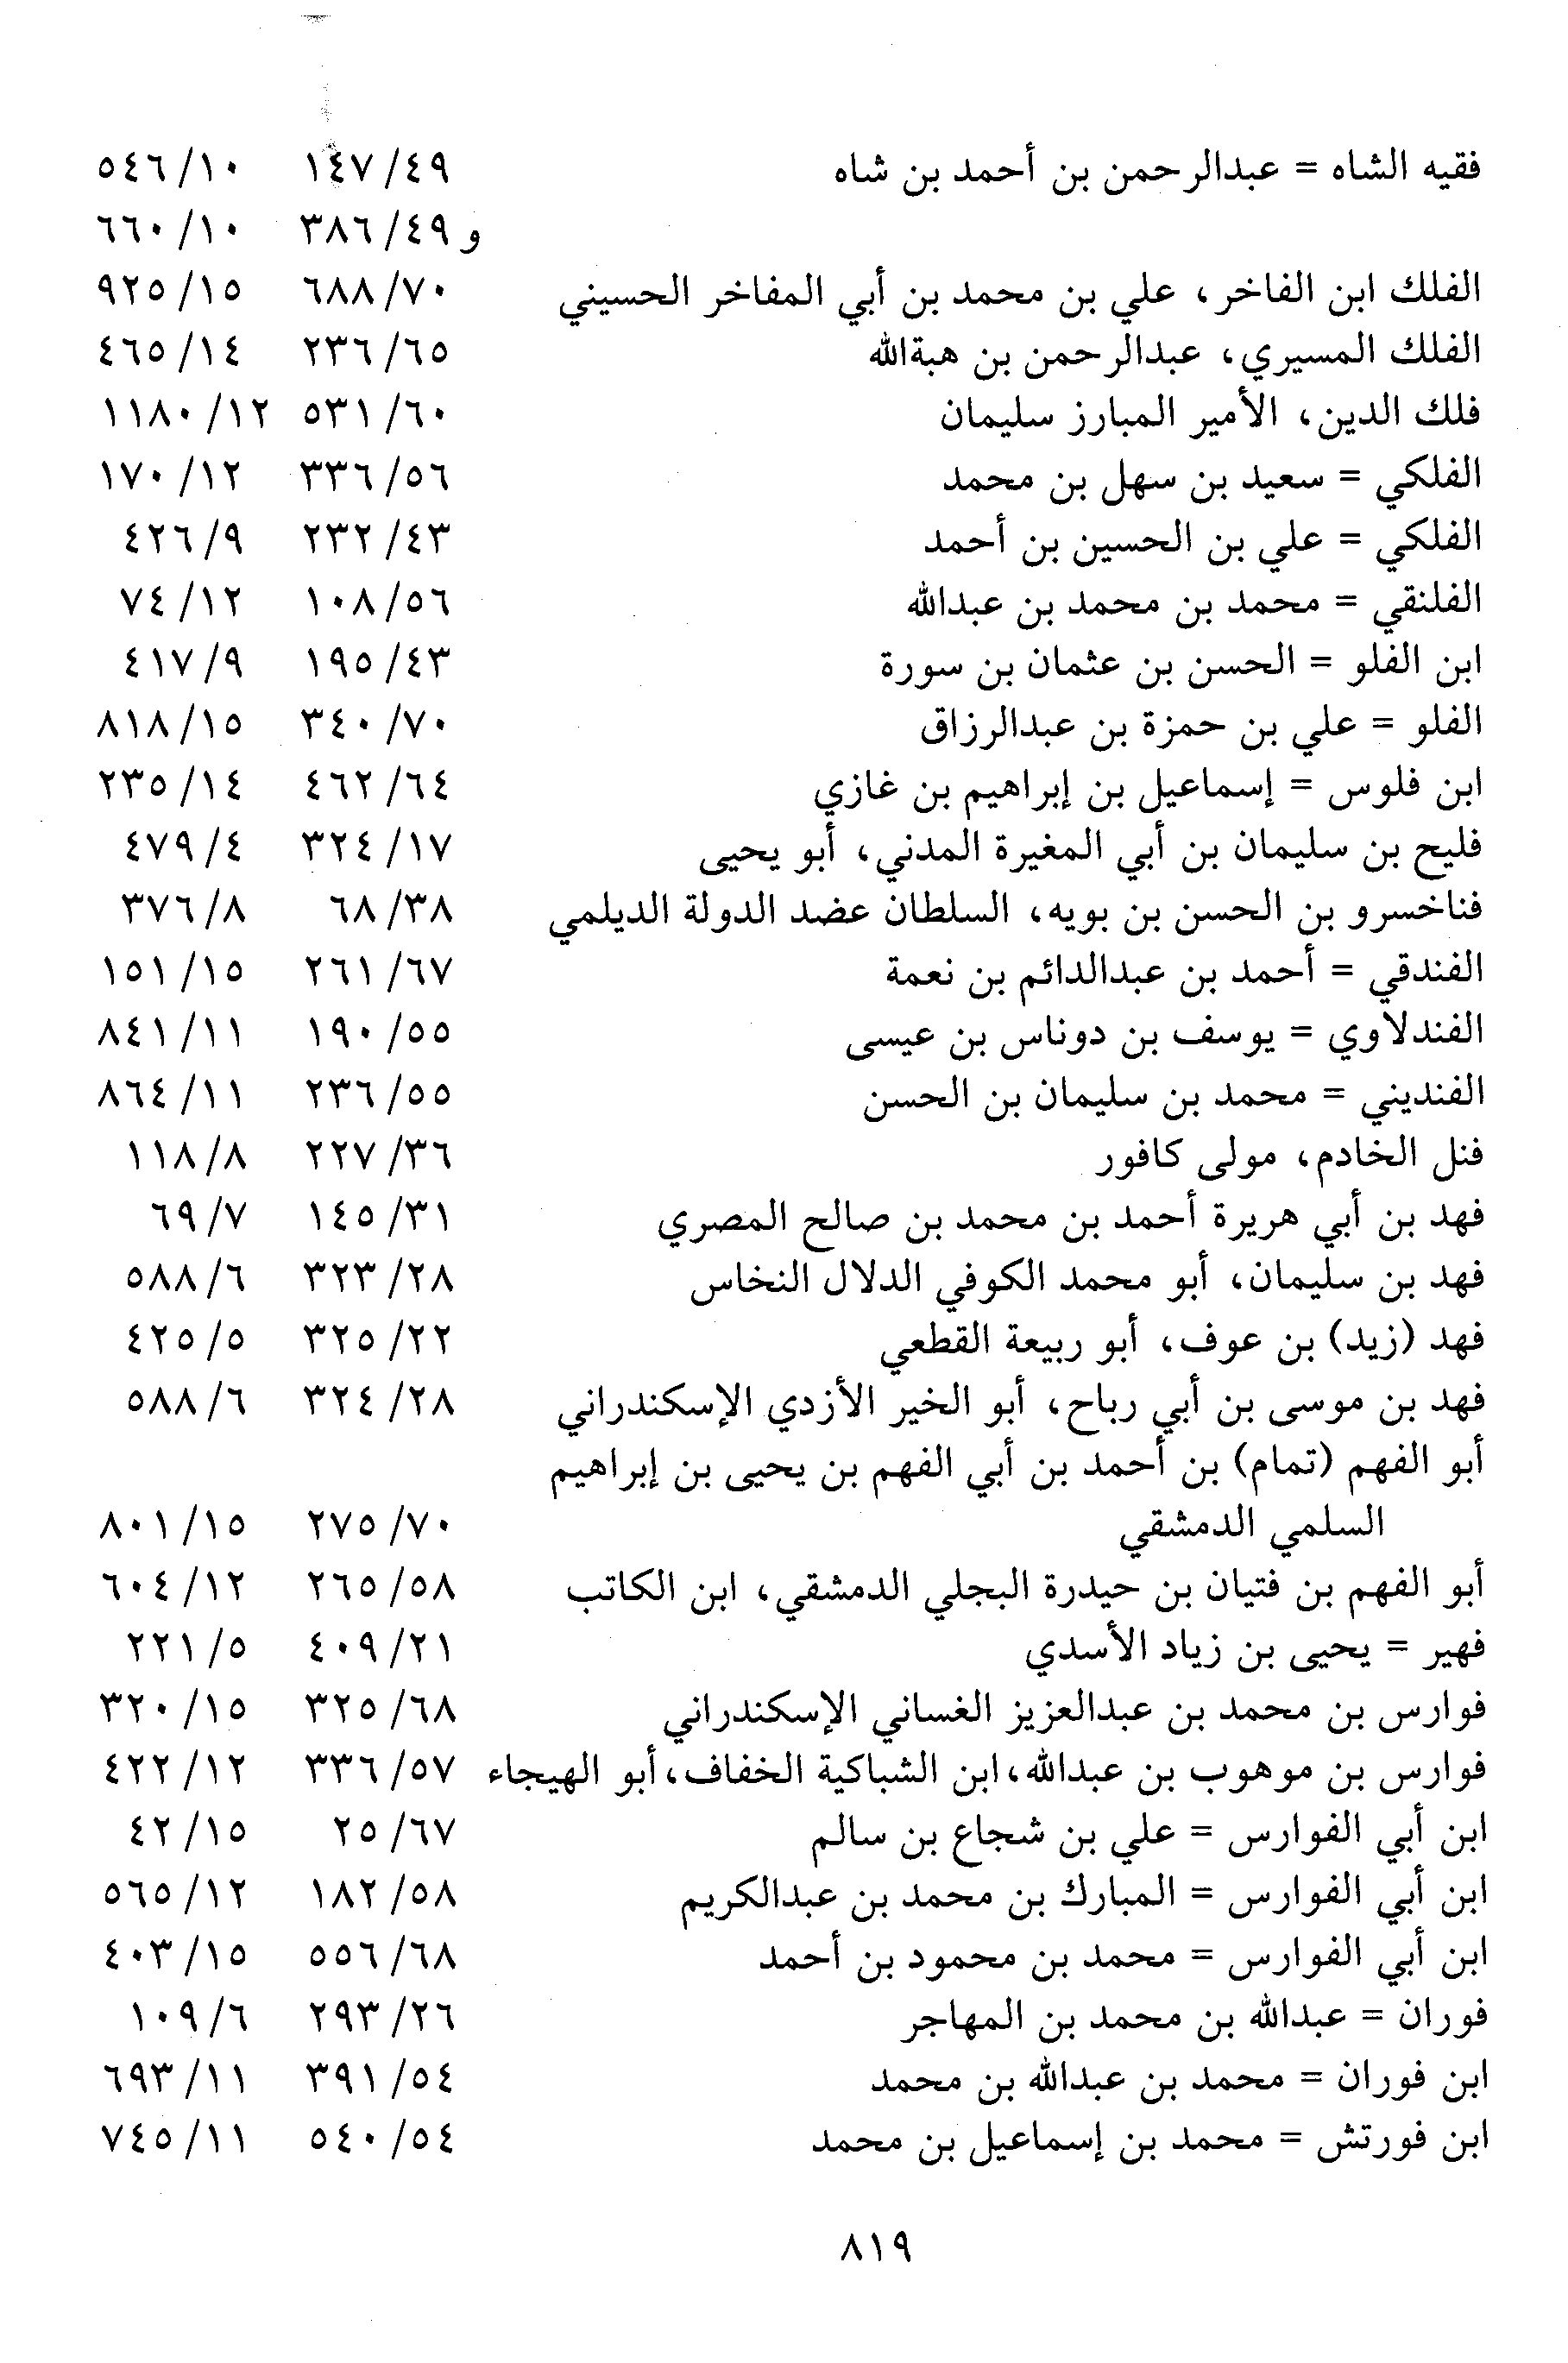 فقيه الشاه = عبدالرحمن بن أحمد بن شاه ٤٩/١٤٧ ١٠/٥٤٦
و ٤٩/٣٨٦ ١٠/٦٦٠
الفلك ابن الفاخر، علي بن محمد بن أبي المفاخر الحسيني ٧٠/٦٨٨ ١٥/٩٢٥
الفلك المسيري، عبدالرحمن بن هبةالله ٦٥/٢٣٦ ١٤/٤٦٥
فلك الدين، الأمير المبارز سليمان ٦٠/٥٣١ ١٢/١١٨٠
الفلكي = سعيد بن سهل بن محمد ٥٦/٣٣٦ ١٢/١٧٠
الفلكي = علي بن الحسين بن أحمد ٤٣/٢٣٢ ٩/٤٢٦
الفلنقي = محمد بن محمد بن عبدالله ٥٦/١٠٨ ١٢/٧٤
ابن الفلو = الحسن بن عثمان بن سورة ٤٣/١٩٥ ٩/٤١٧
الفلو = علي بن حمزة بن عبدالرزاق ٧٠/٣٤٠ ١٥/٨١٨
ابن فلوس = إسماعيل بن إبراهيم بن غازي ٦٤/٤٦٢ ١٤/٢٣٥
فليح بن سليمان بن أبي المغيرة المدني، أبو يحيى ١٧/٣٢٤ ٤/٤٧٩
فناخسرو بن الحسن بن بويه، السلطان عضد الدولة الديلمي ٣٨/٦٨ ٨/٣٧٦
الفندقي = أحمد بن عبدالدائم بن نعمة ٦٧/٢٦١ ١٥/١٥١
الفندلاوي = يوسف بن دوناس بن عيسى ٥٥/١٩٠ ١١/٨٤١
الفنديني = محمد بن سليمان بن الحسن ٥٥/٢٣٦ ١١/٨٦٤
فنل الخادم، مولى كافور ٣٦/٢٢٧ ٨/١١٨
فهد بن أبي هريرة أحمد بن محمد بن صالح المصري ٣١/١٤٥ ٧/٦٩
فهد بن سليمان، أبو محمد الكوفي الدلال النخاس ٢٨/٣٢٣ ٦/٥٨٨
فهد (زيد) بن عوف، أبو ربيعة القطعي ٢٢/٣٢٥ ٥/٤٢٥
فهد بن موسى بن أبي رباح، أبو الخير الأزدي الإسكندراني ٢٨/٣٢٤ ٦/٥٨٨
أبو الفهم (تمام) بن أحمد بن أبي الفهم بن يحيى بن إبراهيم
السلمي الدمشقي ٧٠/٢٧٥ ١٥/٨٠١
أبو الفهم بن فتيان بن حيدرة البجلي الدمشقي، ابن الكاتب ٥٨/٢٦٥ ١٢/٦٠٤
فهير = يحيى بن زياد الأسدي ٢١/٤٠٩ ٥/٢٢١
فوارس بن محمد بن عبدالعزيز الغساني الإسكندراني ٦٨/٣٢٥ ١٥/٣٢٠
فوارس بن موهوب بن عبدالله،ابن الشباكية الخفاف،أبو الهيجاء ٥٧/٣٣٦ ١٢/٤٢٢
ابن أبي الفوارس = علي بن شجاع بن سالم ٦٧/٢٥ ١٥/٤٢
ابن أبي الفوارس = المبارك بن محمد بن عبدالكريم ٥٨/١٨٢ ١٢/٥٦٥
ابن أبي الفوارس = محمد بن محمود بن أحمد ٦٨/٥٥٦ ١٥/٤٠٣
فوران = عبدالله بن محمد بن المهاجر ٢٦/٢٩٣ ٦/١٠٩
ابن فوران = محمد بن عبدالله بن محمد ٥٤/٣٩١ ١١/٦٩٣
ابن فورتش = محمد بن إسماعيل بن محمد ٥٤/٥٤٠ ١١/٧٤٥
٨١٩